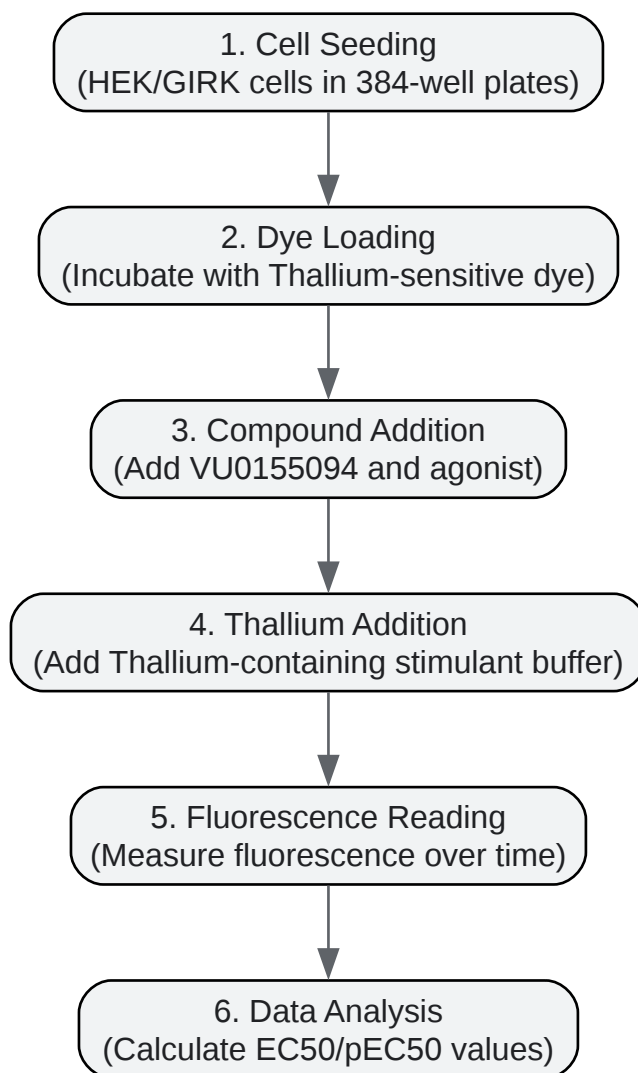 1. Cell Seeding
(HEK/GIRK cells in 384-well plates)
2. Dye Loading
(Incubate with Thallium-sensitive dye)
3. Compound Addition
(Add VU0155094 and agonist)
4. Thallium Addition
(Add Thallium-containing stimulant buffer)
5. Fluorescence Reading
(Measure fluorescence over time)
6. Data Analysis
(Calculate EC50/pEC50 values)